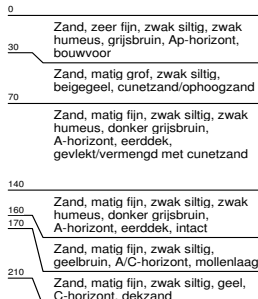 0
Zand, zeer fijn, zwak siltig, zwak
humeus, grijsbruin, Ap-horizont,
bouwvoor
30
Zand, matig grof, zwak siltig,
beigegeel, cunetzand/ophoogzand
70
Zand, matig fijn, zwak siltig, zwak
humeus, donker grijsbruin,
A-horizont, eerddek,
gevlekt/vermengd met cunetzand
140
Zand, matig fijn, zwak siltig, zwak
humeus, donker grijsbruin,
A-horizont, eerddek, intact
160
170
Zand, matig fijn, zwak siltig,
geelbruin, A/C-horizont, mollenlaag
210
Zand, matig fijn, zwak siltig, geel,
C-horizont, dekzand